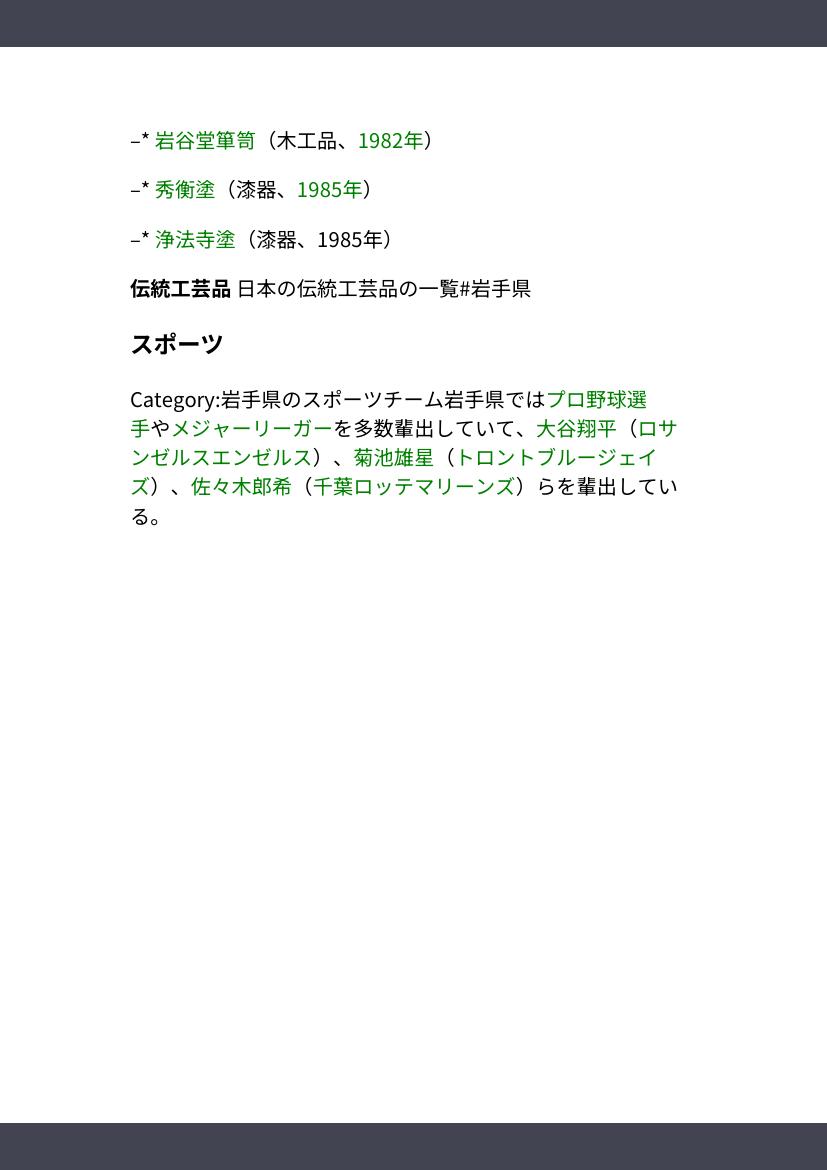 –* 岩谷堂箪笥（木工品、1982年）
–* 秀衡塗（漆器、1985年）
–* 浄法寺塗（漆器、1985年）
伝統工芸品 日本の伝統工芸品の一覧#岩手県
スポーツ
Category:岩手県のスポーツチーム岩手県ではプロ野球選
手やメジャーリーガーを多数輩出していて、大谷翔平（ロサ
ンゼルスエンゼルス）、菊池雄星（トロントブルージェイ
ズ）、佐々木郎希（千葉ロッテマリーンズ）らを輩出してい
る。